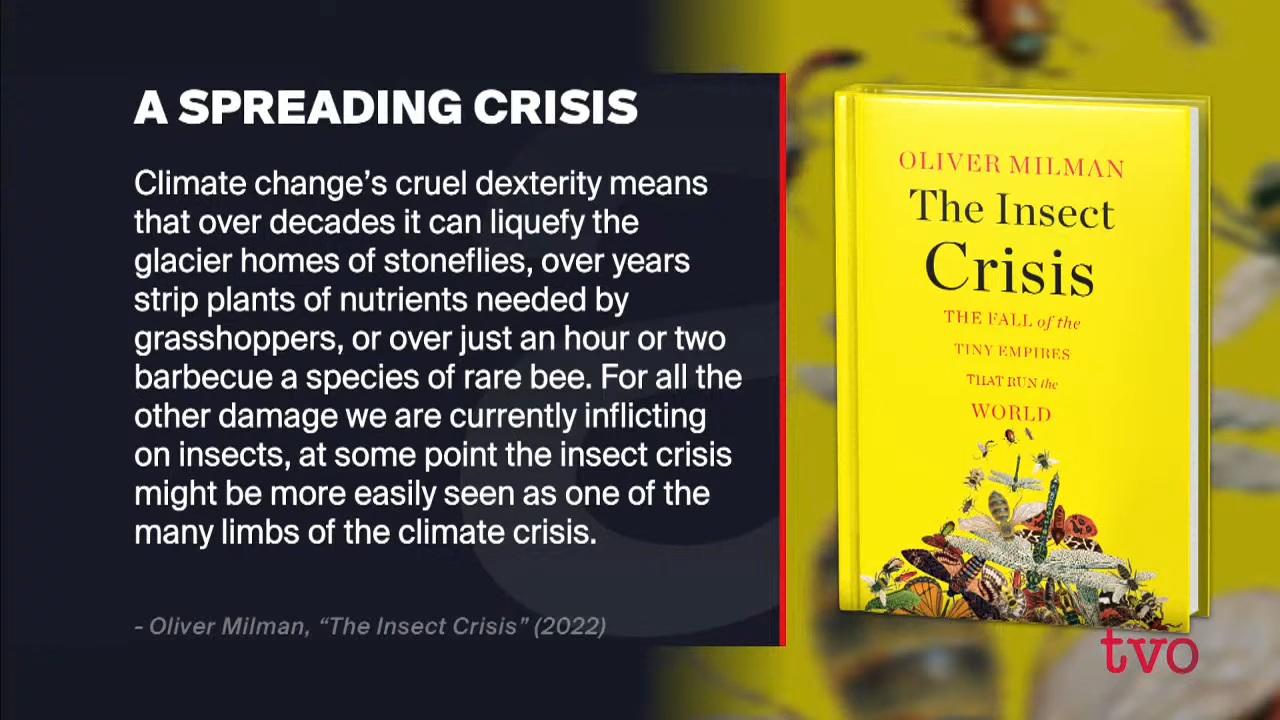 A SPREADING CRISIS
Climate change’s cruel dexterity means
that over decades it can liquefy the
glacier homes of stoneflies, over years
strip plants of nutrients needed by
grasshoppers, or over just an hour or two
barbecue a species of rare bee. For all the
other damage we are currently inflicting
on insects, at some point the insect crisis
might be more easily seen as one of the
many limbs of the climate crisis.
- Oliver Milman, “The Insect Crisis” (2022)
OLIVER MILMAN
The Insect
Crisis
THE FALL of the
TINY EMPIRES
THAT RUN the
WORLD
tvo